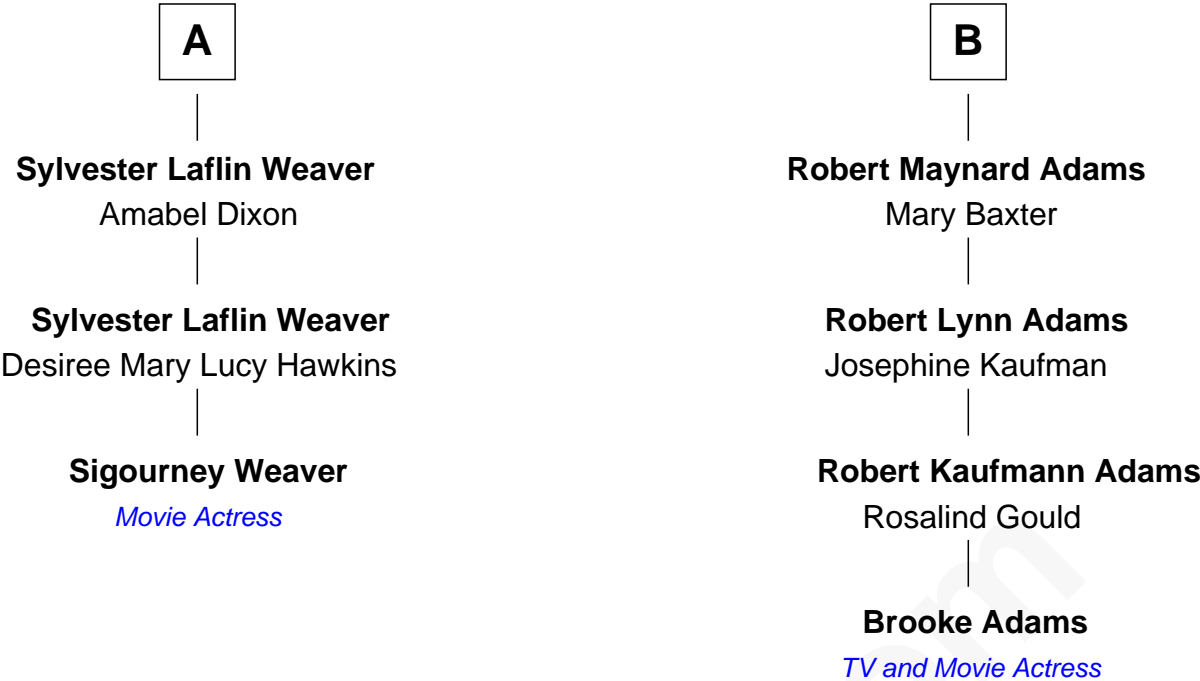 A
Sylvester Laflin Weaver
Amabel Dixon
Sylvester Laflin Weaver
Desiree Mary Lucy Hawkins
Sigourney Weaver
Movie Actress
B
Robert Maynard Adams
Mary Baxter
Robert Lynn Adams
Josephine Kaufman
Robert Kaufmann Adams
Rosalind Gould
Brooke Adams
TV and Movie Actress